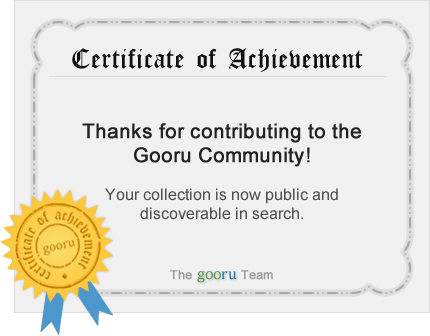 Certificate of Achievement
Thanks for contributing to the
Gooru Community!
Your collection is now public and
discoverable in search.
certificate of achievement
gooru
The gooru Team